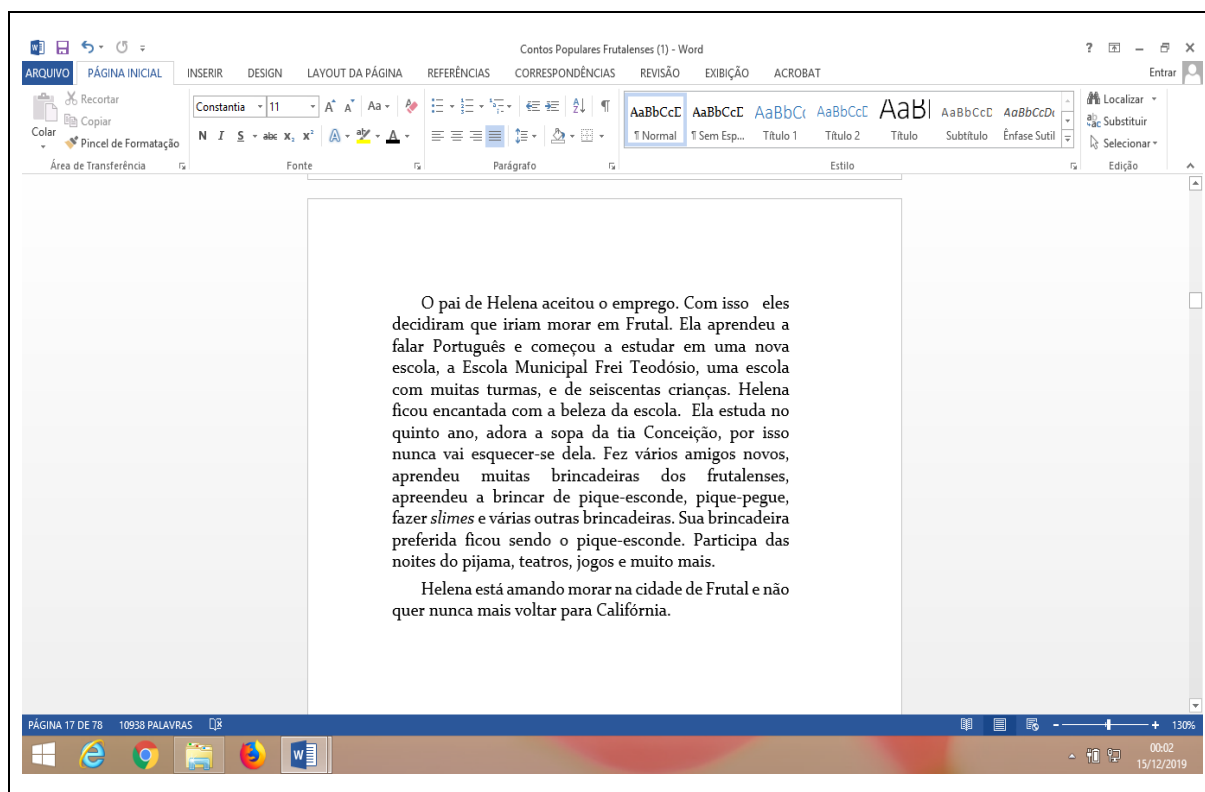 Contos Populares Frutalenses (1) - Word
ARQUIVO PÁGINA INICIAL INSERIR DESIGN LAYOUT DA PÁGINA REFERÊNCIAS CORRESPONDÊNCIAS REVISÃO EXIBIÇÃO ACROBAT Entrar
Colar
Recortar
Copiar
Pincel de Formatação
Área de Transferência
Constantia 11
N I S abc X₂ X²
Fonte
Parágrafo
AaBbCcD AaBbCcD AaBbCc AaBbCcD AaBl AaBbCcD AaBbCcDc
¶ Normal ¶ Sem Esp... Título 1 Título 2 Título Subtítulo Ênfase Sutil
Estilo
Localizar
Substituir
Selecionar
Edição
O pai de Helena aceitou o emprego. Com isso eles
decidiram que iriam morar em Frutal. Ela aprendeu a
falar Português e começou a estudar em uma nova
escola, a Escola Municipal Frei Teodósio, uma escola
com muitas turmas, e de seiscentas crianças. Helena
ficou encantada com a beleza da escola. Ela estuda no
quinto ano, adora a sopa da tia Conceição, por isso
nunca vai esquecer-se dela. Fez vários amigos novos,
aprendeu muitas brincadeiras dos frutalenses,
apreendeu a brincar de pique-esconde, pique-pegue,
fazer slimes e várias outras brincadeiras. Sua brincadeira
preferida ficou sendo o pique-esconde. Participa das
noites do pijama, teatros, jogos e muito mais.
Helena está amando morar na cidade de Frutal e não
quer nunca mais voltar para Califórnia.
PÁGINA 17 DE 78 10938 PALAVRAS 130%
00:02
15/12/2019